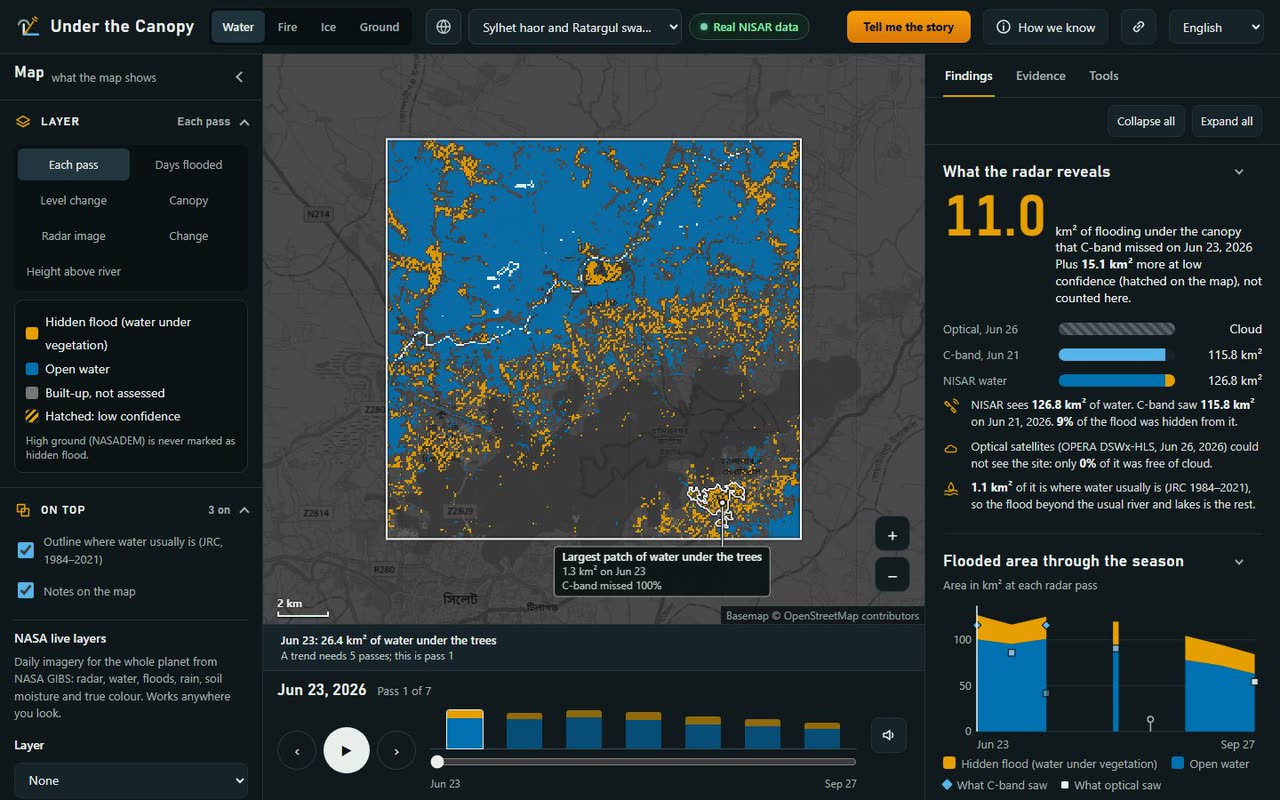 Under the Canopy
Water Fire Ice Ground
Sylhet haor and Ratargul swa...
Real NISAR data
Tell me the story
How we know
English
Map what the map shows
LAYER Each pass
Each pass Days flooded
Level change Canopy
Radar image Change
Height above river
Hidden flood (water under
vegetation)
Open water
Built-up, not assessed
Hatched: low confidence
High ground (NASADEM) is never marked as
hidden flood.
ON TOP 3 on
Outline where water usually is (JRC,
1984–2021)
Notes on the map
NASA live layers
Daily imagery for the whole planet from
NASA GIBS: radar, water, floods, rain, soil
moisture and true colour. Works anywhere
you look.
Layer
None
N214
Z2814
Z2809
R280
সিলেট
Largest patch of water under the trees
1.3 km² on Jun 23
C-band missed 100%
+
−
2 km
Basemap © OpenStreetMap contributors
Jun 23: 26.4 km² of water under the trees
A trend needs 5 passes; this is pass 1
Jun 23, 2026 Pass 1 of 7
Jun 23 Sep 27
Findings Evidence Tools
Collapse all Expand all
What the radar reveals
11.0 km² of flooding under the canopy
that C-band missed on Jun 23, 2026
Plus 15.1 km² more at low
confidence (hatched on the map), not
counted here.
Optical, Jun 26 Cloud
C-band, Jun 21 115.8 km²
NISAR water 126.8 km²
NISAR sees 126.8 km² of water. C-band saw 115.8 km²
on Jun 21, 2026. 9% of the flood was hidden from it.
Optical satellites (OPERA DSWx-HLS, Jun 26, 2026) could
not see the site: only 0% of it was free of cloud.
1.1 km² of it is where water usually is (JRC 1984–2021),
so the flood beyond the usual river and lakes is the rest.
Flooded area through the season
Area in km² at each radar pass
100
50
0
Jun 23 Sep 27
Hidden flood (water under vegetation) Open water
What C-band saw What optical saw